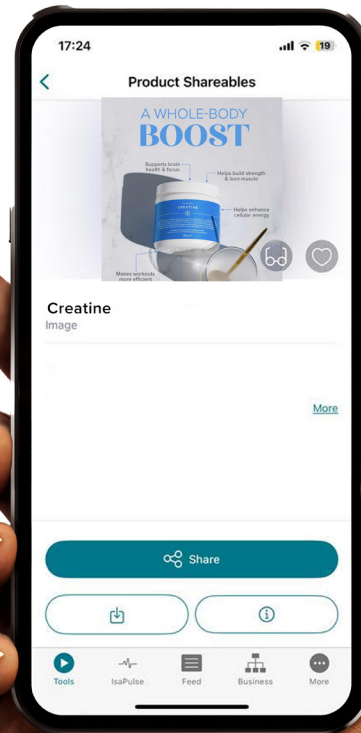 17:24
19
Product Shareables
A WHOLE-BODY
BOOST
Supports brain
health & focus
Helps build strength
& lean muscle
CREATINE
Helps enhance
cellular energy
Makes workouts
more efficient
Creatine
Image
More
Share
Tools
IsaPulse
Feed
Business
More